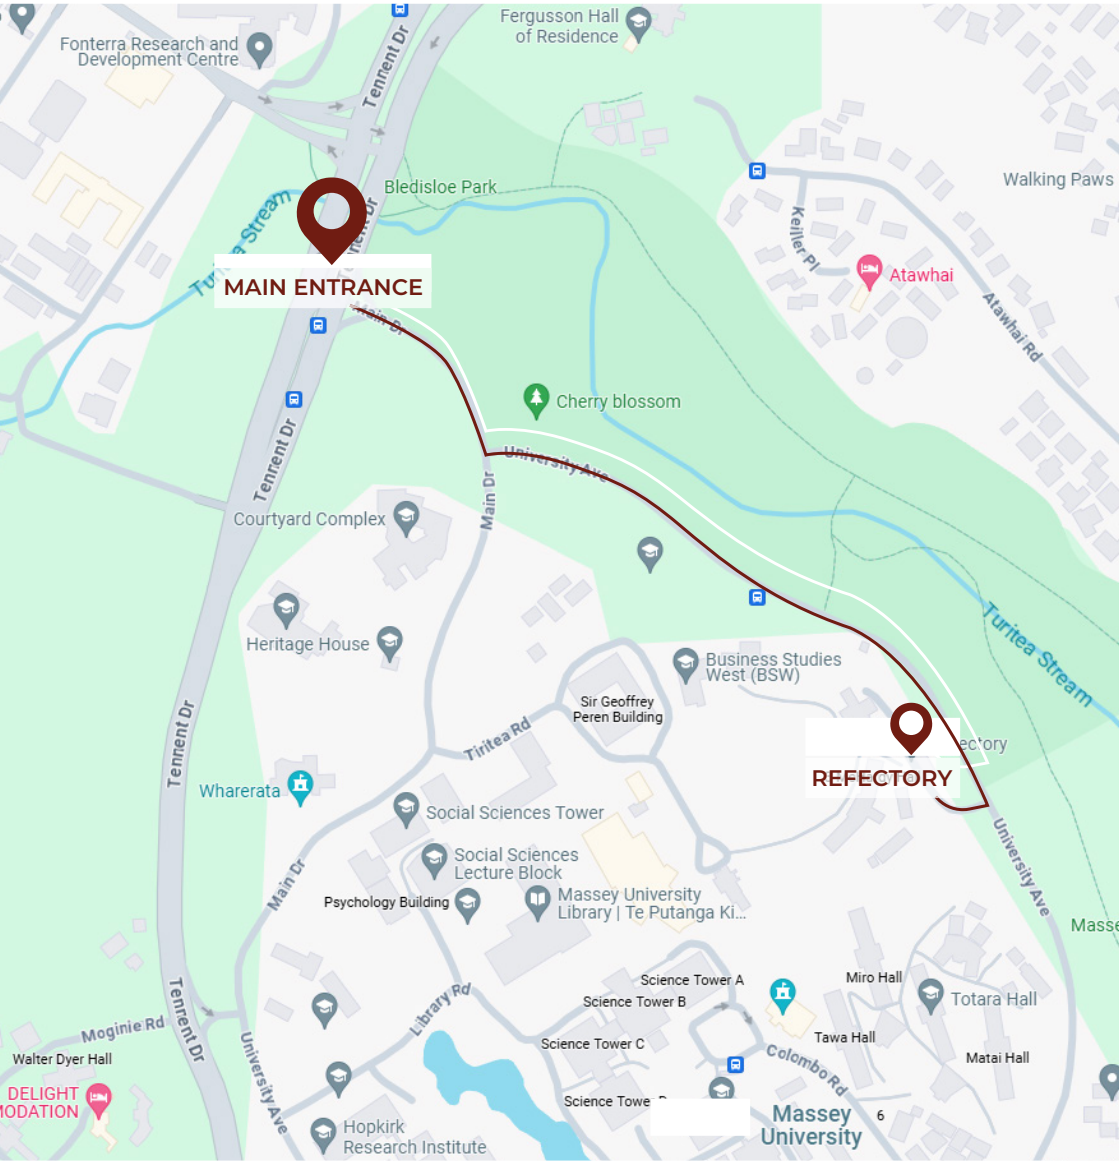 Fergusson Hall
of Residence
Tennent Dr
Fonterra Research and
Development Centre
Walking Paws
Bledisloe Park
Keiller Pl
Atawhai
MAIN ENTRANCE
Main Dr
Atawhai Rd
Cherry blossom
University Ave
Tennent Dr
Main Dr
Courtyard Complex
Turitea Stream
Heritage House
Business Studies
West (BSW)
Sir Geoffrey
Peren Building
Tennent Dr
Tiritea Rd
REFECTORY
Wharerata
Social Sciences Tower
University Ave
Social Sciences
Lecture Block
Main Dr
Psychology Building
Massey University
Library | Te Putanga Ki...
Masse
Science Tower A
Miro Hall
Science Tower B
Totara Hall
Library Rd
Tennent Dr
Moginie Rd
Tawa Hall
Science Tower C
Matai Hall
Walter Dyer Hall
University Ave
Colombo Rd
DELIGHT
MODATION
Massey
University
6
Hopkirk
Research Institute